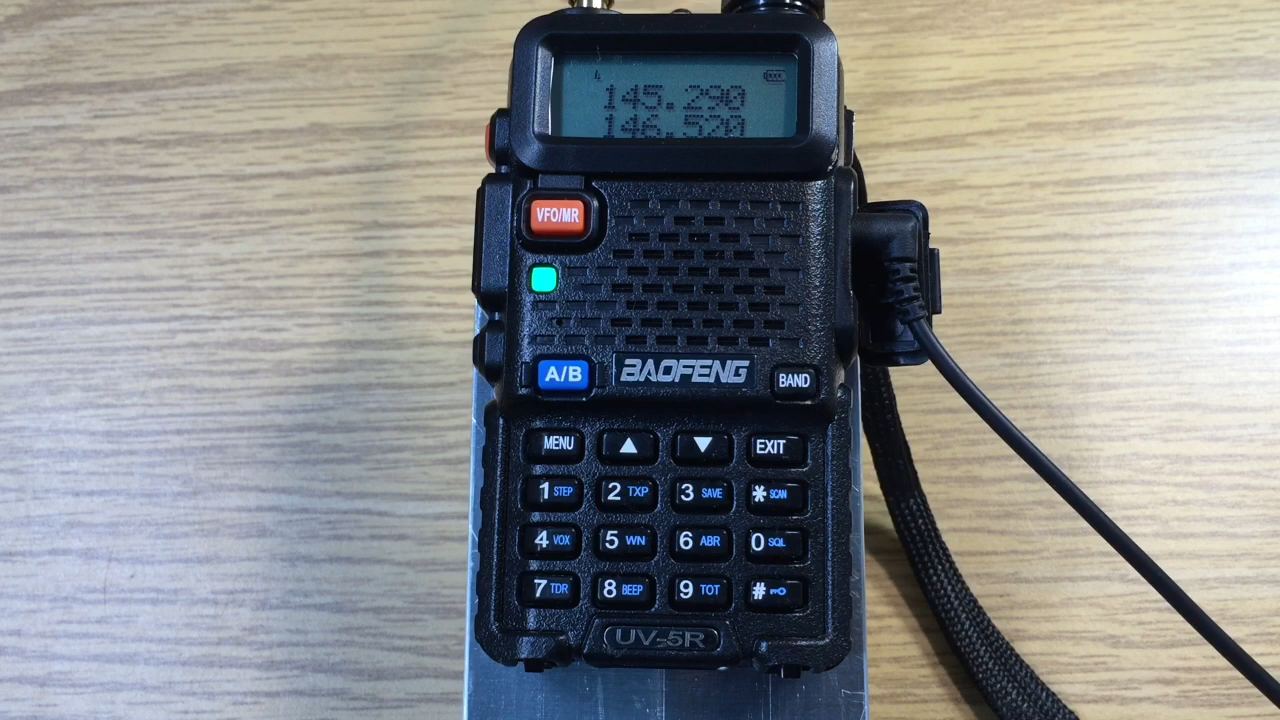 145.290
146.520
VFO/MR
A/B BAOFENG BAND
MENU ▲ ▼ EXIT
1 STEP 2 TXP 3 SAVE * SCAN
4 VOX 5 WN 6 ABR 0 SQL
7 TDR 8 BEEP 9 TOT #
UV-5R